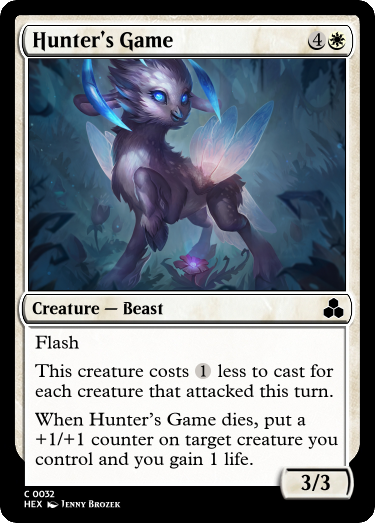 Hunter's Game 4
Creature — Beast
Flash
This creature costs 1 less to cast for
each creature that attacked this turn.
When Hunter's Game dies, put a
+1/+1 counter on target creature you
control and you gain 1 life.
3/3
C 0032
HEX Jenny Brozek